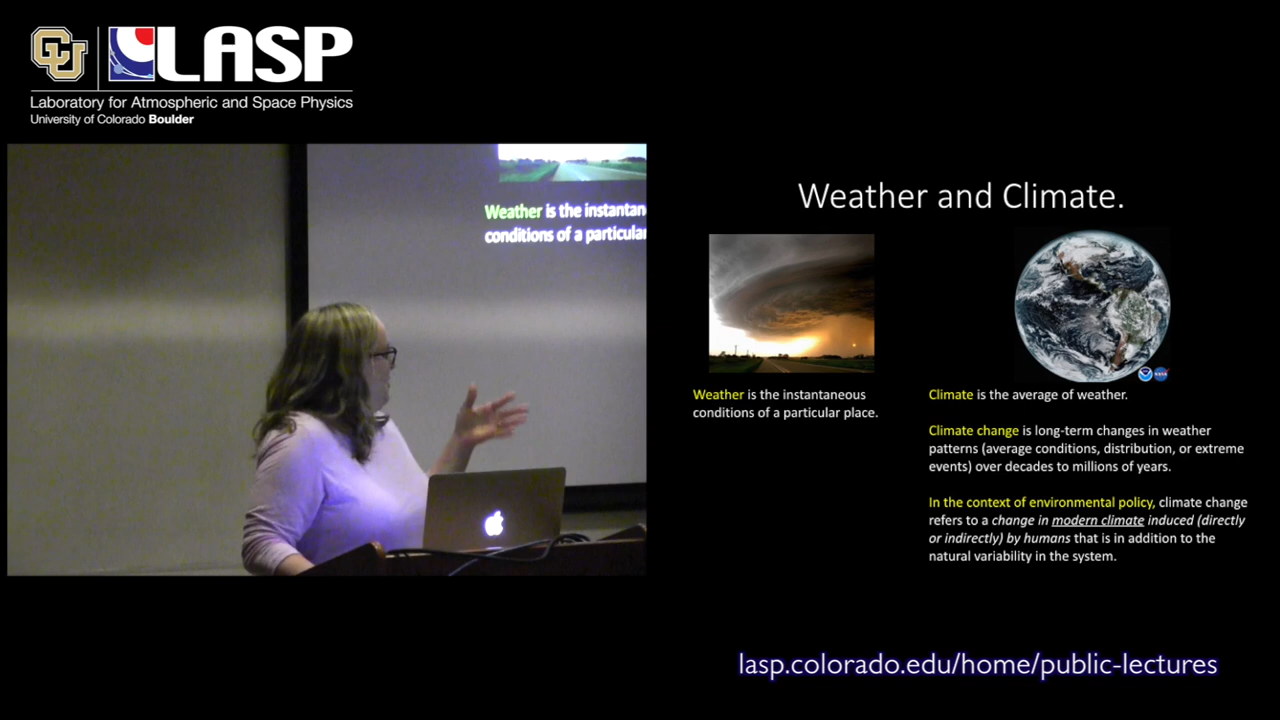 CU
LASP
Laboratory for Atmospheric and Space Physics
University of Colorado Boulder
Weather is the instantan
conditions of a particular
Weather and Climate.
Weather is the instantaneous
conditions of a particular place.
Climate is the average of weather.
Climate change is long-term changes in weather
patterns (average conditions, distribution, or extreme
events) over decades to millions of years.
In the context of environmental policy, climate change
refers to a change in modern climate induced (directly
or indirectly) by humans that is in addition to the
natural variability in the system.
lasp.colorado.edu/home/public-lectures